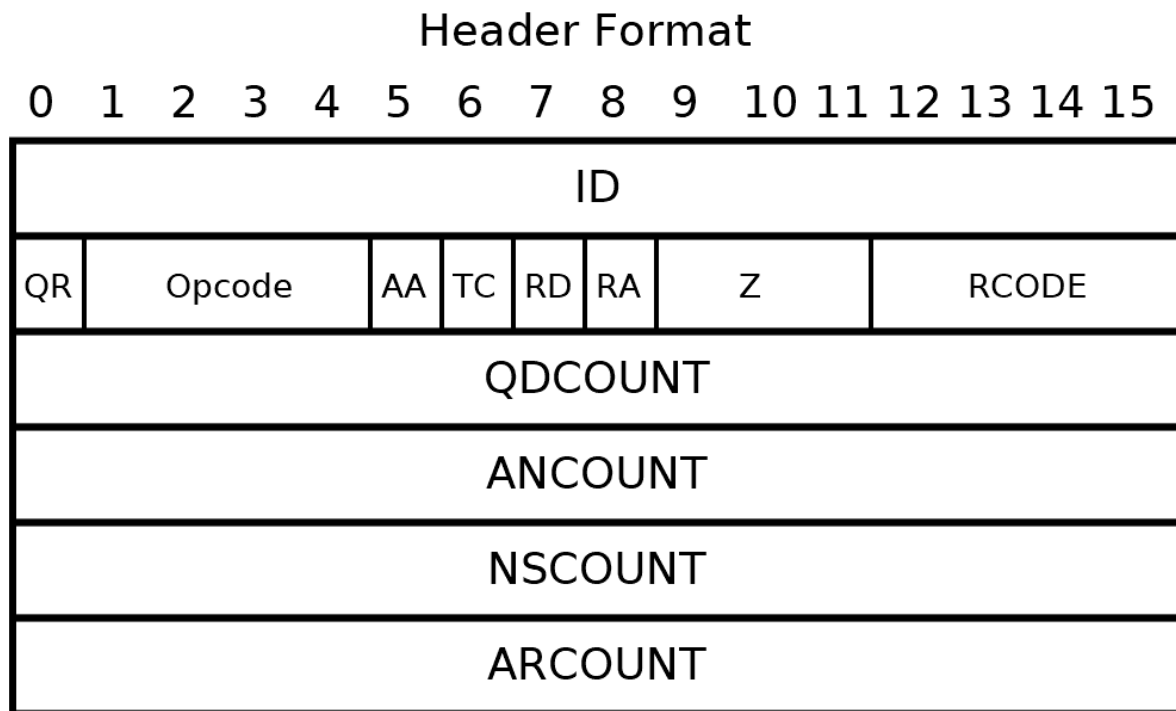 Header Format
0 1 2 3 4 5 6 7 8 9 10 11 12 13 14 15
ID
QR Opcode AA TC RD RA Z RCODE
QDCOUNT
ANCOUNT
NSCOUNT
ARCOUNT